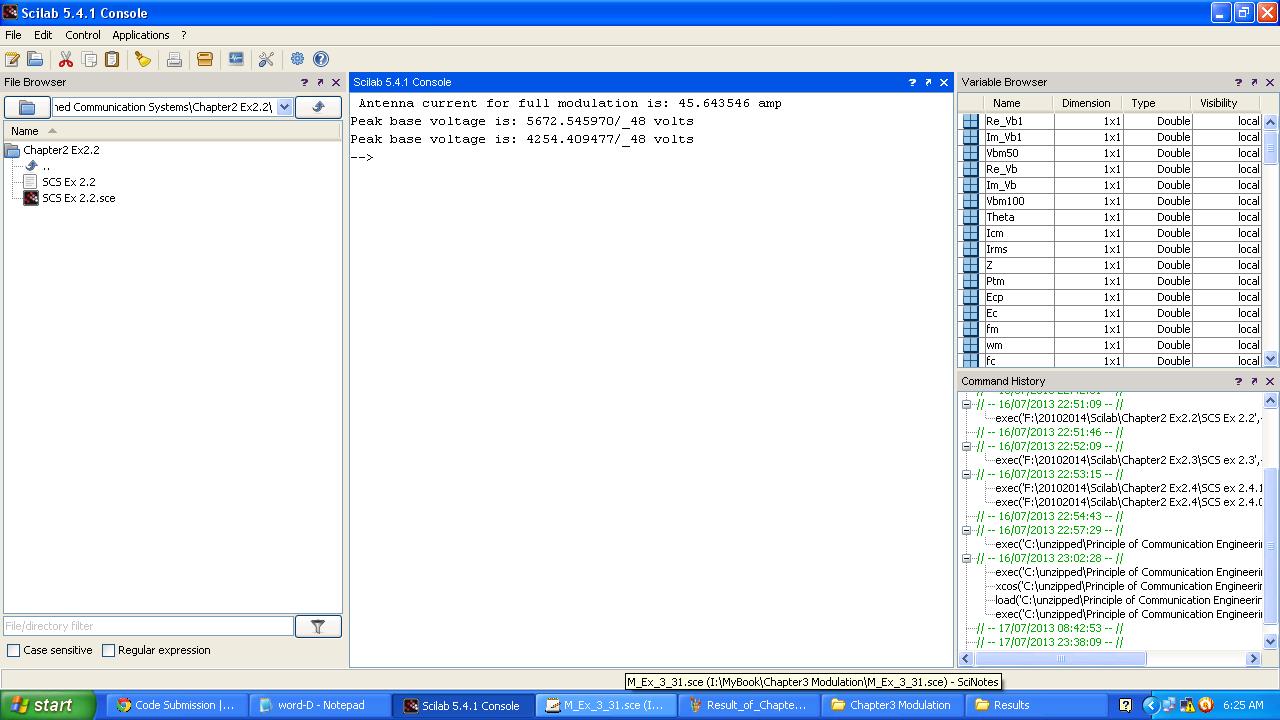 Scilab 5.4.1 Console
File Edit Control Applications ?
File Browser ? 
ned Communication Systems\Chapter2 Ex2.2\
Name
Chapter2 Ex2.2
..
SCS Ex 2.2
SCS Ex 2.2.sce
File/directory filter
Case sensitive Regular expression
Scilab 5.4.1 Console ?
Antenna current for full modulation is: 45.643546 amp
Peak base voltage is: 5672.545970/_48 volts
Peak base voltage is: 4254.409477/_48 volts
-->
Variable Browser ?
Name Dimension Type Visibility
Re_Vb1 1x1 Double local
Im_Vb1 1x1 Double local
Vbm50 1x1 Double local
Re_Vb 1x1 Double local
Im_Vb 1x1 Double local
Vbm100 1x1 Double local
Theta 1x1 Double local
Icm 1x1 Double local
Irms 1x1 Double local
Z 1x1 Double local
Ptm 1x1 Double local
Ecp 1x1 Double local
Ec 1x1 Double local
fm 1x1 Double local
wm 1x1 Double local
fc 1x1 Double local
Command History ?
// -- 16/07/2013 22:51:09 -- //
exec('F:\20102014\Scilab\Chapter2 Ex2.2\SCS Ex 2.2',
// -- 16/07/2013 22:51:46 -- //
// -- 16/07/2013 22:52:09 -- //
exec('F:\20102014\Scilab\Chapter2 Ex2.3\SCS ex 2.3',
// -- 16/07/2013 22:53:15 -- //
exec('F:\20102014\Scilab\Chapter2 Ex2.4\SCS ex 2.4.1
exec('F:\20102014\Scilab\Chapter2 Ex2.4\SCS ex 2.4.
// -- 16/07/2013 22:54:43 -- //
// -- 16/07/2013 22:57:29 -- //
exec('C:\unzipped\Principle of Communication Engineerin
// -- 16/07/2013 23:02:28 -- //
exec('C:\unzipped\Principle of Communication Engineerin
xcos('C:\unzipped\Principle of Communication Engineerin
load('C:\unzipped\Principle of Communication Engineerin
exec('C:\unzipped\Principle of Communication Engineerin
// -- 17/07/2013 08:42:53 -- //
// -- 17/07/2013 23:38:09 -- //
M_Ex_3_31.sce (I:\MyBook\Chapter3 Modulation\M_Ex_3_31.sce) - SciNotes
start Code Submission |... word-D - Notepad Scilab 5.4.1 Console M_Ex_3_31.sce (I... Result_of_Chapte... Chapter3 Modulation Results ? 6:25 AM